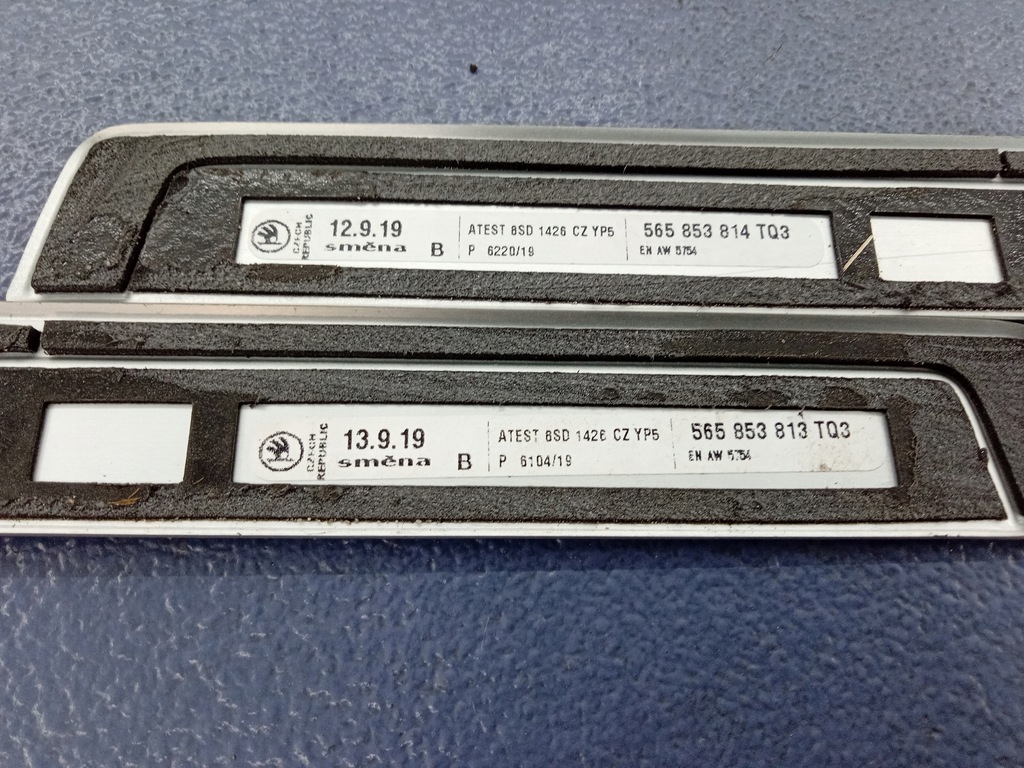 CZECH REPUBLIC
12.9.19
směna B
ATEST 8SD 1426 CZ YP5
P 6220/19
565 853 814 TQ3
EN AW 5754
CZECH REPUBLIC
13.9.19
směna B
ATEST 8SD 1426 CZ YP5
P 6104/19
565 853 813 TQ3
EN AW 5754